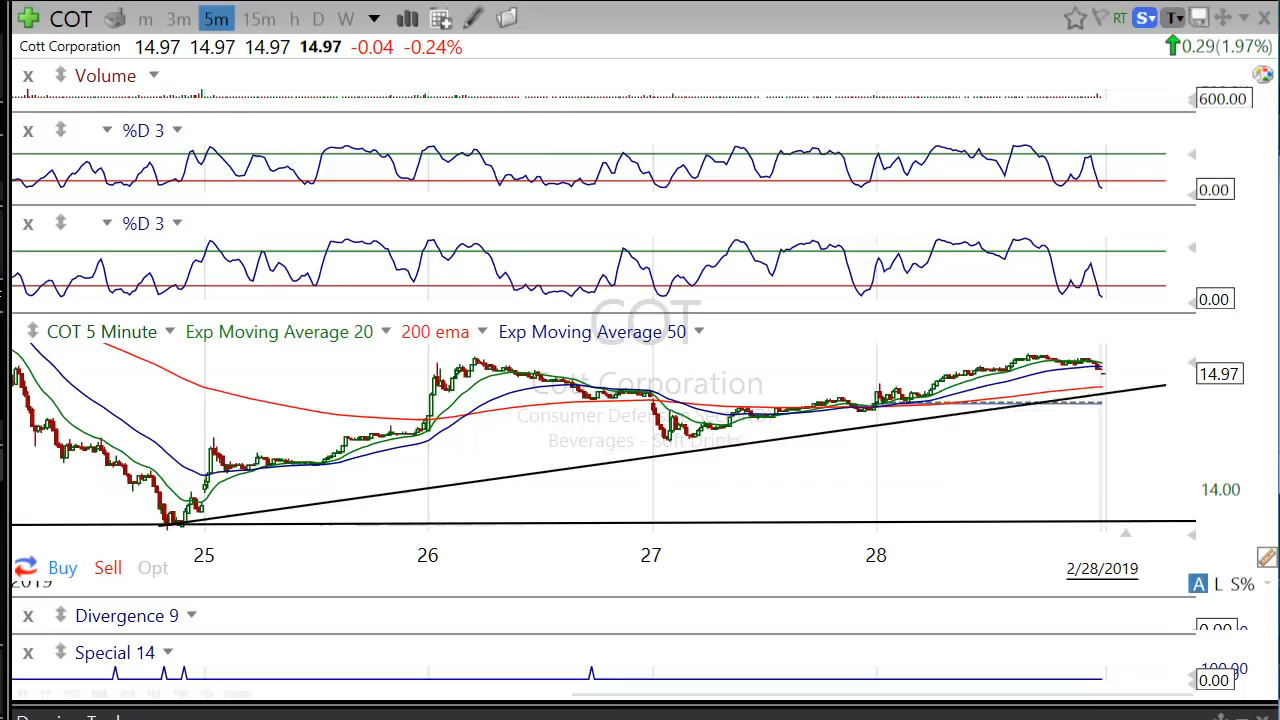 COT m 3m 5m 15m h D W RT S T
Cott Corporation 14.97 14.97 14.97 14.97 -0.04 -0.24% 0.29(1.97%)
x Volume
600.00
x %D 3
0.00
x %D 3
0.00
COT
COT 5 Minute Exp Moving Average 20 200 ema Exp Moving Average 50
14.97
Cott Corporation
Consumer Defen
Beverages - Soft Drinks
14.00
25 26 27 28
Buy Sell Opt 2/28/2019
2019 A L S%
x Divergence 9
0.00
x Special 14
100.00
0.00